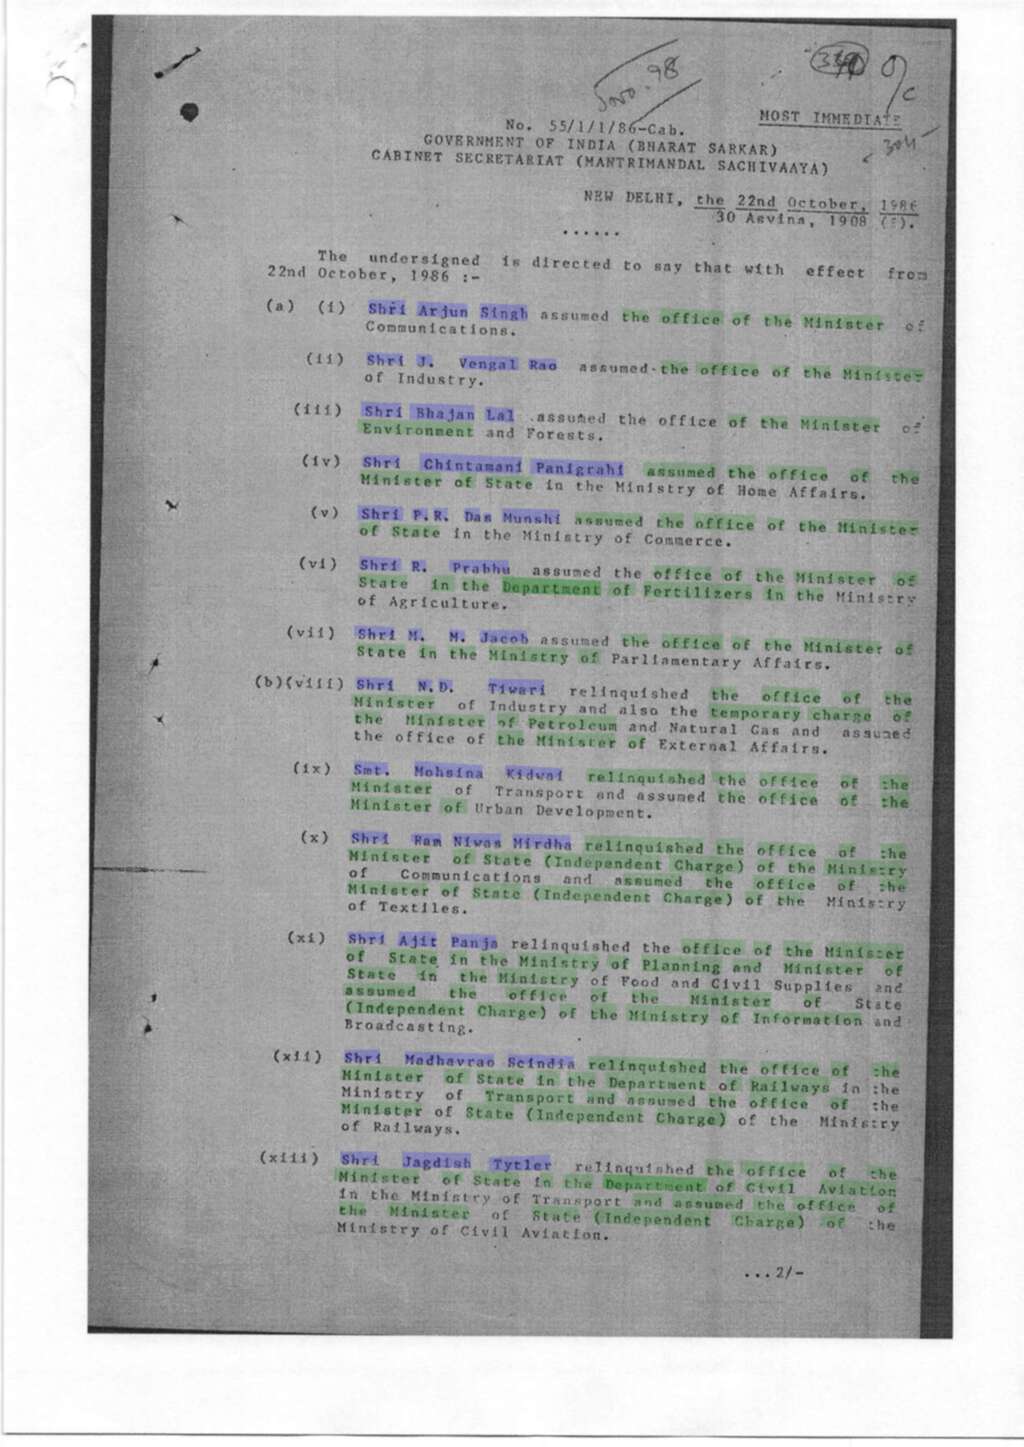 98
MOST IMMEDIATE
No. 55/1/1/86-Cab.
GOVERNMENT OF INDIA (BHARAT SARKAR)
CABINET SECRETARIAT (MANTRIMANDAL SACHIVAAYA)
304
NEW DELHI, the 22nd October, 1986
30 Asvina, 1908 (S).
......
The undersigned is directed to say that with effect from
22nd October, 1986 :-
(a) (i) Shri Arjun Singh assumed the office of the Minister of
Communications.
(ii) Shri J. Vengal Rao assumed the office of the Minister
of Industry.
(iii) Shri Bhajan Lal assumed the office of the Minister of
Environment and Forests.
(iv) Shri Chintamani Panigrahi assumed the office of the
Minister of State in the Ministry of Home Affairs.
(v) Shri P.R. Das Munshi assumed the office of the Minister
of State in the Ministry of Commerce.
(vi) Shri R. Prabhu assumed the office of the Minister of
State in the Department of Fertilizers in the Ministry
of Agriculture.
(vii) Shri M. M. Jacob assumed the office of the Minister of
State in the Ministry of Parliamentary Affairs.
(b)(viii) Shri N.D. Tiwari relinquished the office of the
Minister of Industry and also the temporary charge of
the Minister of Petroleum and Natural Gas and assumed
the office of the Minister of External Affairs.
(ix) Smt. Mohsina Kidwai relinquished the office of the
Minister of Transport and assumed the office of the
Minister of Urban Development.
(x) Shri Ram Niwas Mirdha relinquished the office of the
Minister of State (Independent Charge) of the Ministry
of Communications and assumed the office of the
Minister of State (Independent Charge) of the Ministry
of Textiles.
(xi) Shri Ajit Panja relinquished the office of the Minister
of State in the Ministry of Planning and Minister of
State in the Ministry of Food and Civil Supplies and
assumed the office of the Minister of State
(Independent Charge) of the Ministry of Information and
Broadcasting.
(xii) Shri Madhavrao Scindia relinquished the office of the
Minister of State in the Department of Railways in the
Ministry of Transport and assumed the office of the
Minister of State (Independent Charge) of the Ministry
of Railways.
(xiii) Shri Jagdish Tytler relinquished the office of the
Minister of State in the Department of Civil Aviation
in the Ministry of Transport and assumed the office of
the Minister of State (Independent Charge) of the
Ministry of Civil Aviation.
...2/-